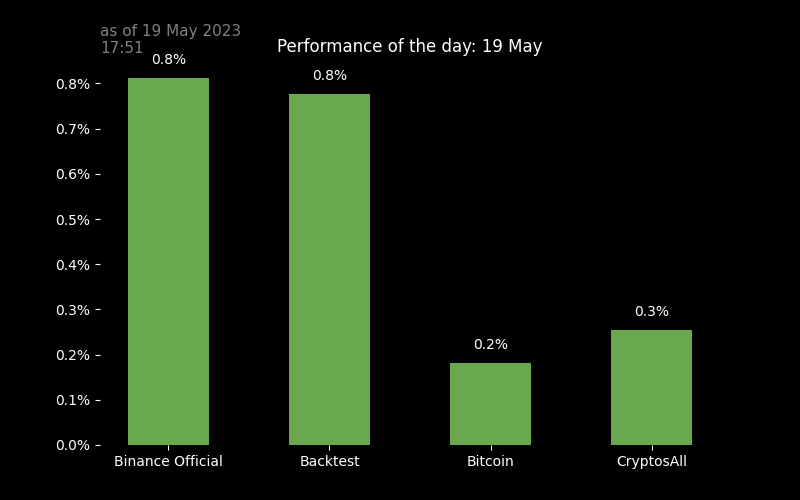 as of 19 May 2023
17:51
Performance of the day: 19 May
0.8%
0.8%
0.2%
0.3%
0.8%
0.7%
0.6%
0.5%
0.4%
0.3%
0.2%
0.1%
0.0%
Binance Official
Backtest
Bitcoin
CryptosAll